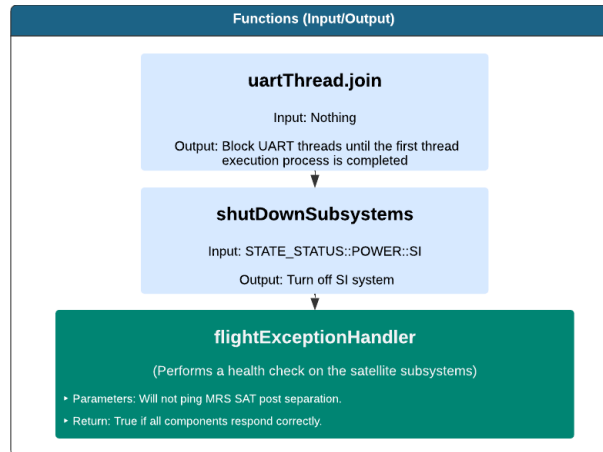 Functions (Input/Output)
uartThread.join
Input: Nothing
Output: Block UART threads until the first thread
execution process is completed
shutDownSubsystems
Input: STATE_STATUS::POWER::SI
Output: Turn off SI system
flightExceptionHandler
(Performs a health check on the satellite subsystems)
‣ Parameters: Will not ping MRS SAT post separation.
‣ Return: True if all components respond correctly.